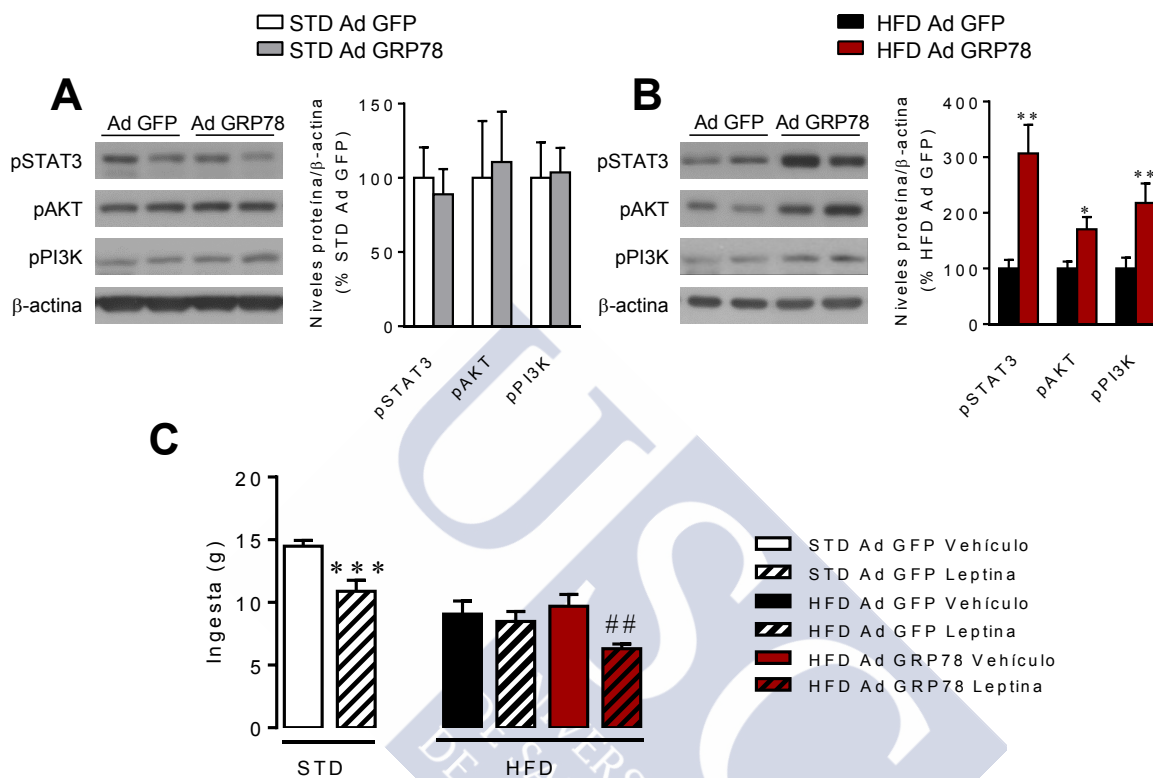 STD Ad GFP
STD Ad GRP78
HFD Ad GFP
HFD Ad GRP78
A
Ad GFP Ad GRP78
pSTAT3
pAKT
pPI3K
β-actina
Niveles proteína/β-actina
(% STD Ad GFP)
150
100
50
0
pSTAT3
pAKT
pPI3K
B
Ad GFP Ad GRP78
pSTAT3
pAKT
pPI3K
β-actina
Niveles proteína/β-actina
(% HFD Ad GFP)
400
300
200
100
0
**
*
**
pSTAT3
pAKT
pPI3K
C
Ingesta (g)
20
15
10
5
0
***
##
STD
HFD
STD Ad GFP Vehículo
STD Ad GFP Leptina
HFD Ad GFP Vehículo
HFD Ad GFP Leptina
HFD Ad GRP78 Vehículo
HFD Ad GRP78 Leptina
USC